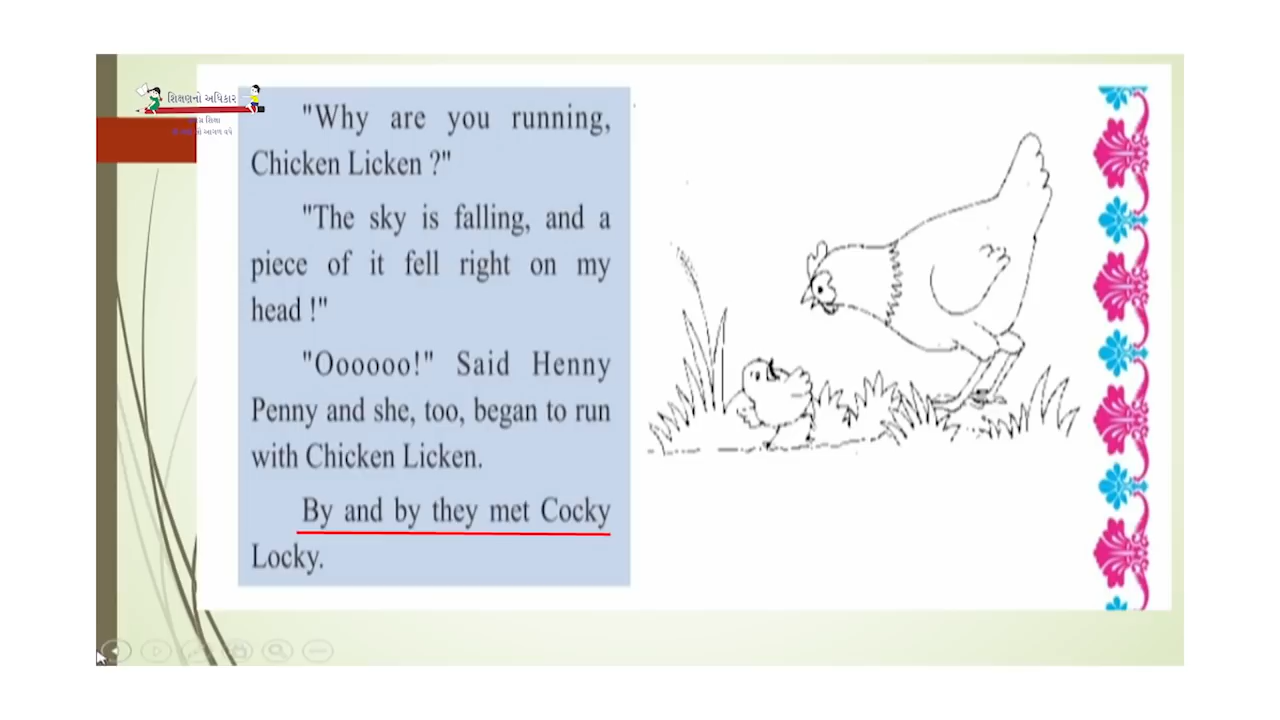 શિક્ષણનો અધિકાર
"Why are you running,
Chicken Licken ?"
"The sky is falling, and a
piece of it fell right on my
head !"
"Oooooo!" Said Henny
Penny and she, too, began to run
with Chicken Licken.
By and by they met Cocky
Locky.